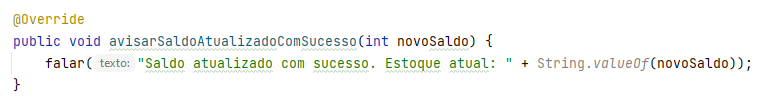 @Override
public void avisarSaldoAtualizadoComSucesso(int novoSaldo) {
falar( texto: "Saldo atualizado com sucesso. Estoque atual: " + String.valueOf(novoSaldo));
}